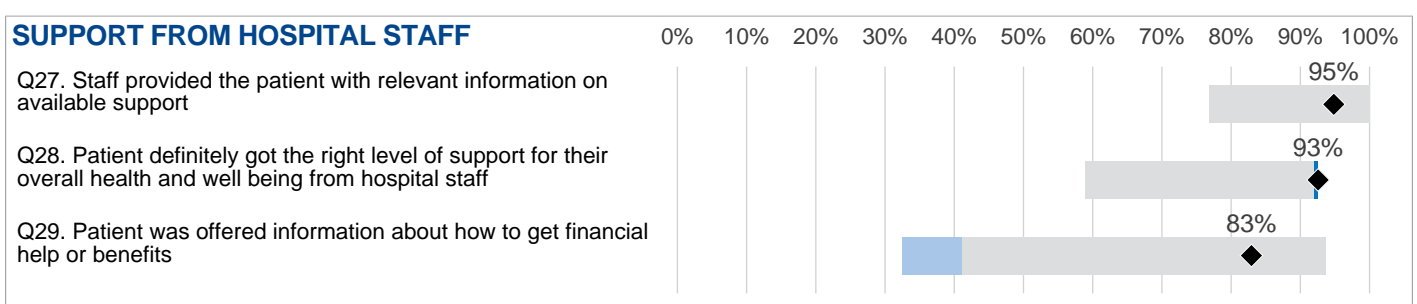 SUPPORT FROM HOSPITAL STAFF 0% 10% 20% 30% 40% 50% 60% 70% 80% 90% 100%
Q27. Staff provided the patient with relevant information on
available support
95%
Q28. Patient definitely got the right level of support for their
overall health and well being from hospital staff
93%
Q29. Patient was offered information about how to get financial
help or benefits
83%